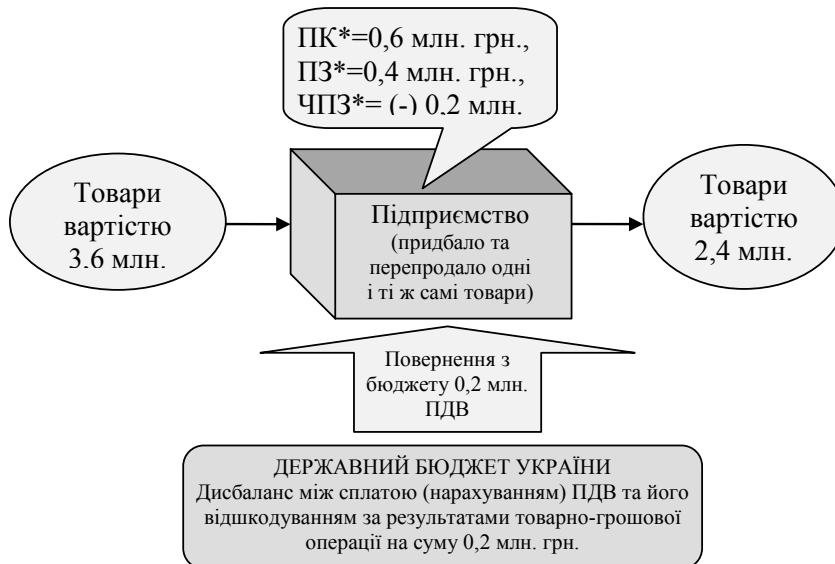 ПК*=0,6 млн. грн.,
ПЗ*=0,4 млн. грн.,
ЧПЗ*= (-) 0,2 млн.
Товари
вартістю
3.6 млн.
Підприємство
(придбало та
перепродало одні
і ті ж самі товари)
Товари
вартістю
2,4 млн.
Повернення з
бюджету 0,2 млн.
ПДВ
ДЕРЖАВНИЙ БЮДЖЕТ УКРАЇНИ
Дисбаланс між сплатою (нарахуванням) ПДВ та його
відшкодуванням за результатами товарно-грошової
операції на суму 0,2 млн. грн.